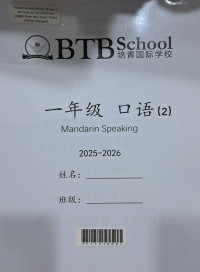 BTB School
培青国际学校
一年级 口语(2)
Mandarin Speaking
2025-2026
姓名：
班级：